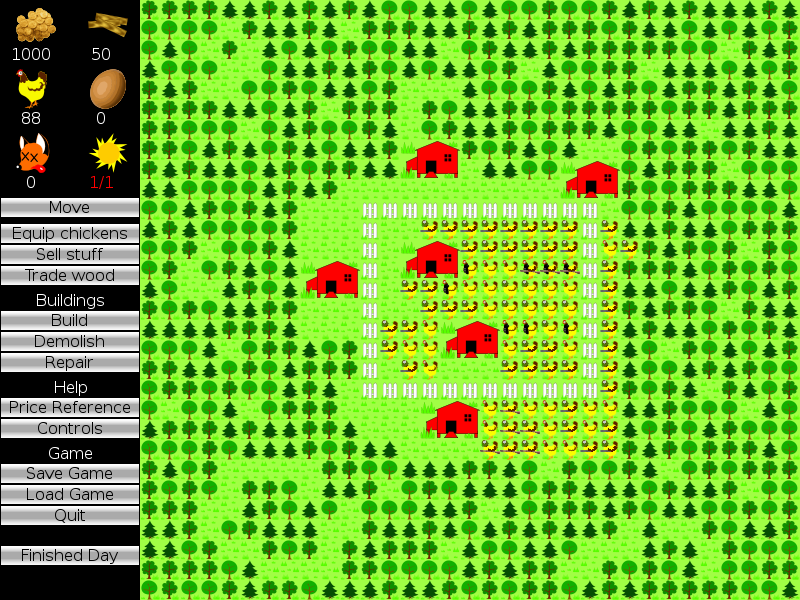 1000 50
88 0
0 1/1
Move
Equip chickens
Sell stuff
Trade wood
Buildings
Build
Demolish
Repair
Help
Price Reference
Controls
Game
Save Game
Load Game
Quit
Finished Day